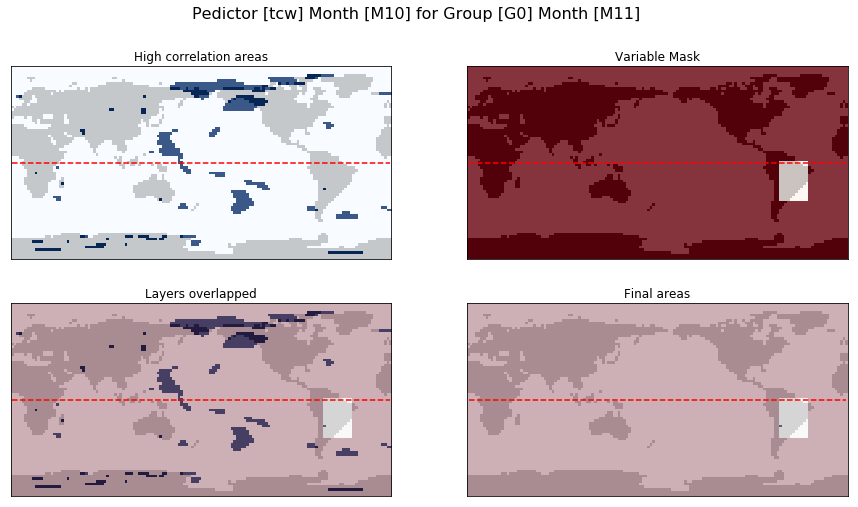 Pedictor [tcw] Month [M10] for Group [G0] Month [M11]
High correlation areas
Variable Mask
Layers overlapped
Final areas